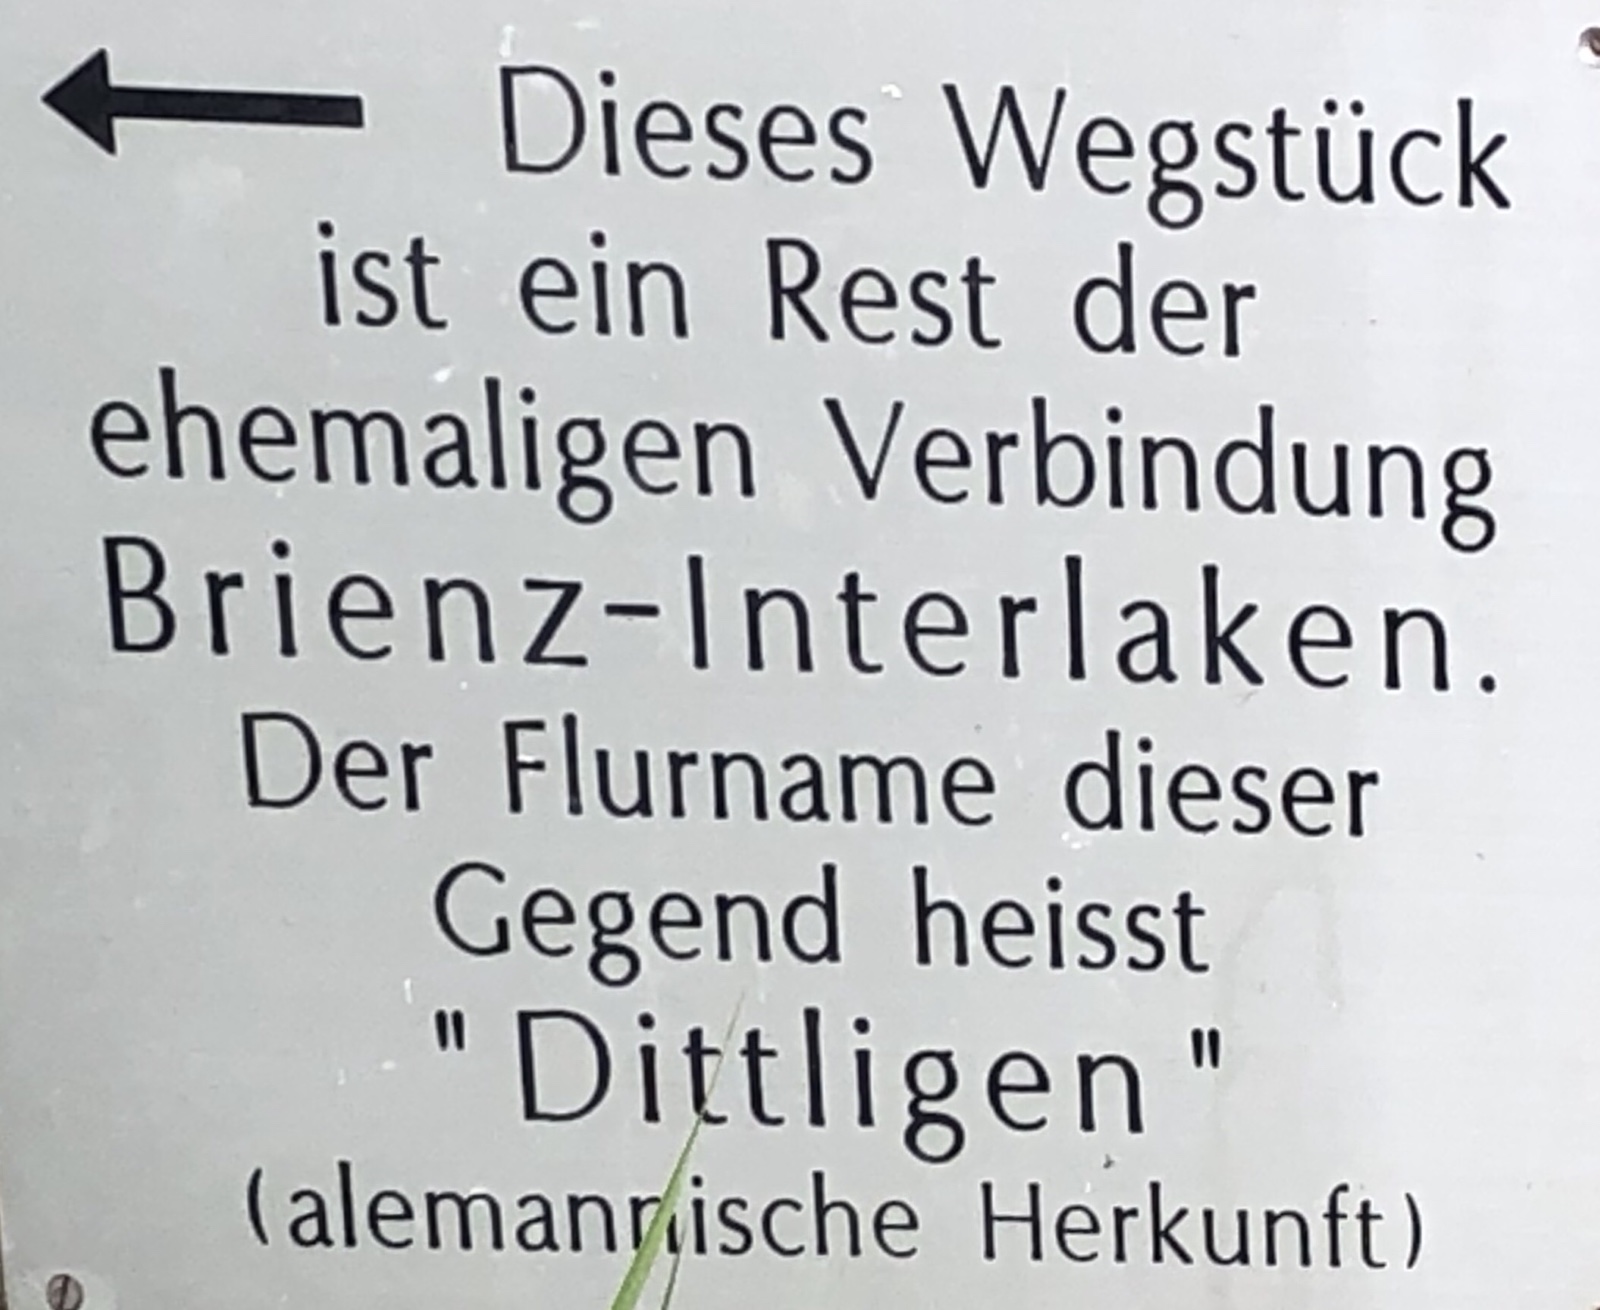 Dieses Wegstück
ist ein Rest der
ehemaligen Verbindung
Brienz-Interlaken.
Der Flurname dieser
Gegend heisst
"Dittligen"
(alemannische Herkunft)